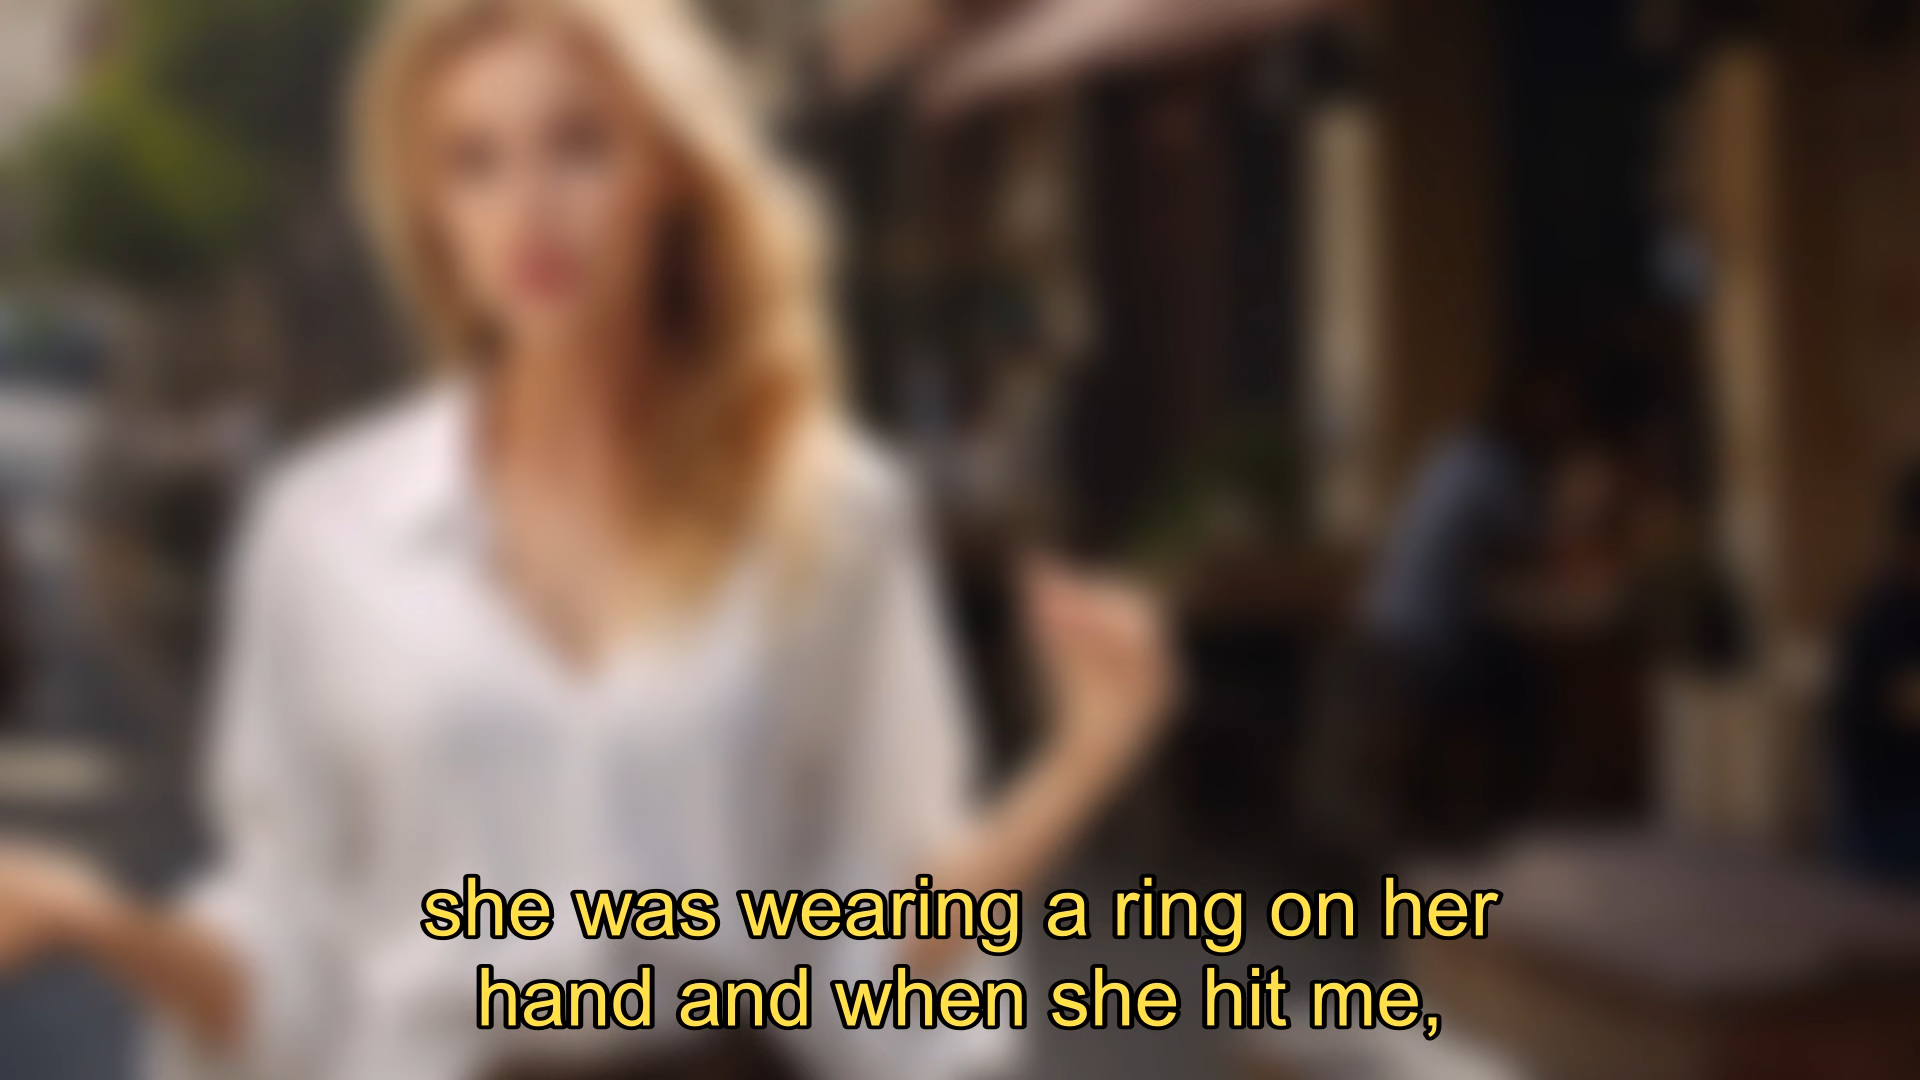 she was wearing a ring on her
hand and when she hit me,